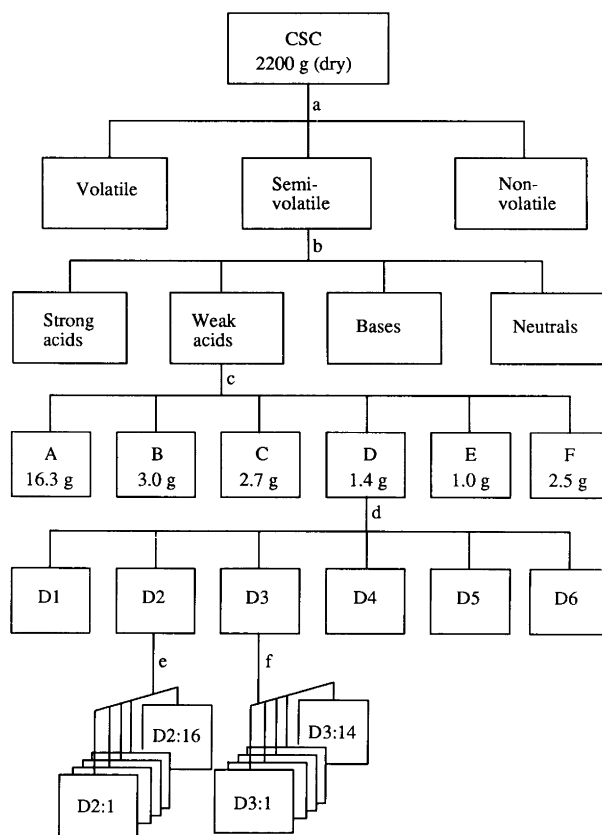 CSC
2200 g (dry)
a
Volatile
Semi-
volatile
Non-
volatile
b
Strong
acids
Weak
acids
Bases
Neutrals
c
A
16.3 g
B
3.0 g
C
2.7 g
D
1.4 g
E
1.0 g
F
2.5 g
d
D1
D2
D3
D4
D5
D6
e
f
D2:16
D2:1
D3:14
D3:1